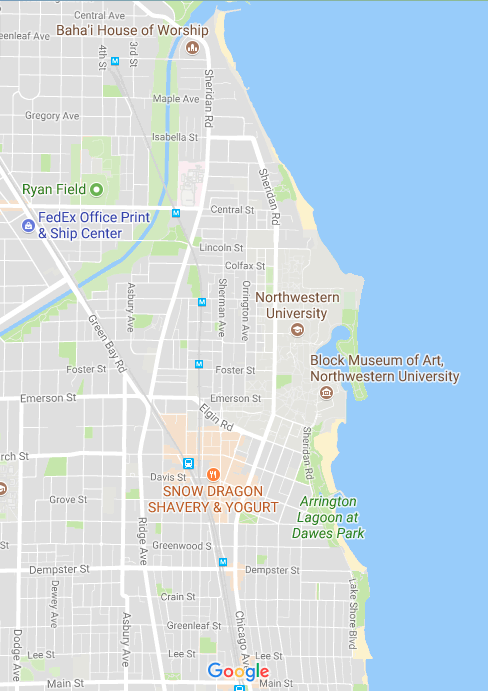 Central Ave
Greenleaf Ave
Baha'i House of Worship
4th St
3rd St
Sheridan Rd
Maple Ave
Gregory Ave
Isabella St
Ryan Field
Sheridan Rd
Central St
FedEx Office Print
& Ship Center
Lincoln St
Colfax St
Asbury Ave
Sherman Ave
Orrington Ave
Northwestern
University
Green Bay Rd
Block Museum of Art,
Northwestern University
Foster St
Foster St
Emerson St
Emerson St
Elgin Rd
Sheridan Rd
rch St
Davis St
SNOW DRAGON
SHAVERY & YOGURT
Grove St
Arrington
Lagoon at
Dawes Park
Ridge Ave
St
Greenwood S
Dempster St
Dempster St
Dewey Ave
Crain St
Lake Shore Blvd
Dodge Ave
Asbury Ave
Greenleaf St
Chicago Ave
Lee St
Lee St
Lee St
Google
Main St
Main St